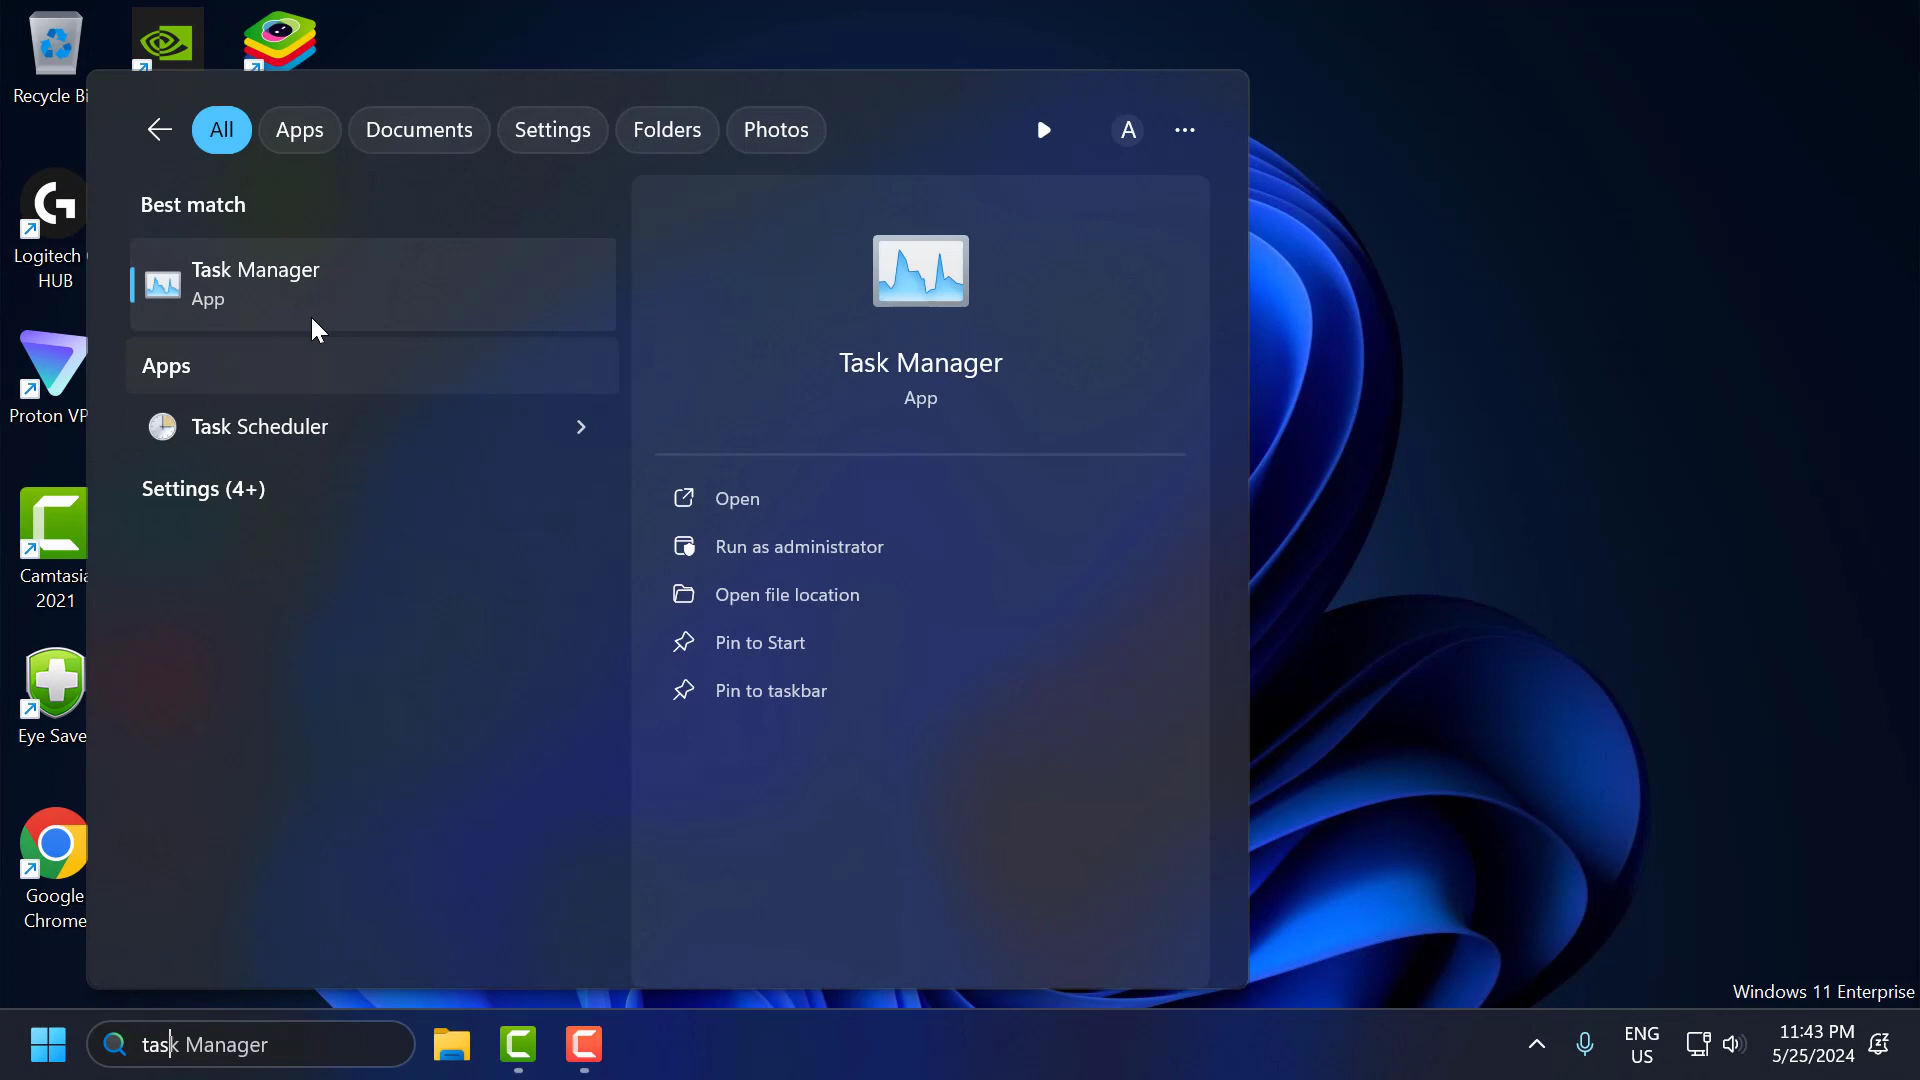 Recycle Bi
Logitech
HUB
Proton VP
Camtasia
2021
Eye Save
Google
Chrome
All
Apps
Documents
Settings
Folders
Photos
A
Best match
Task Manager
App
Apps
Task Scheduler
Settings (4+)
Task Manager
App
Open
Run as administrator
Open file location
Pin to Start
Pin to taskbar
Windows 11 Enterprise
task Manager
ENG
US
11:43 PM
5/25/2024